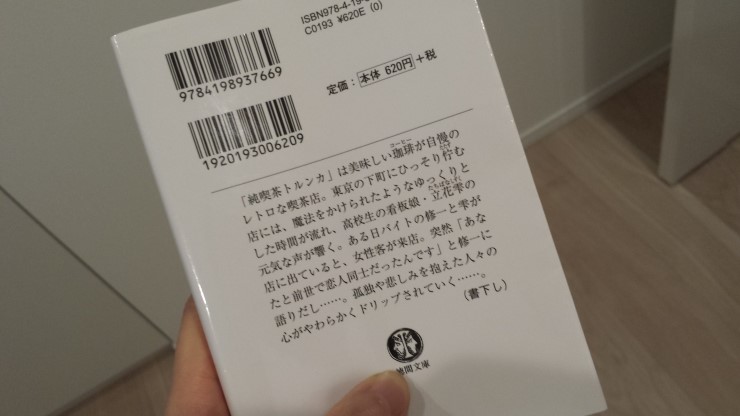 ISBN978-4-19-8
C0193 ¥620E (0)
9784198937669
定価：本体 620円 +税
1920193006209
「純喫茶トルンカ」は美味しい珈琲が自慢の
コーヒー
レトロな喫茶店。東京の下町にひっそり佇む
店には、魔法をかけられたようなゆっくりと
した時間が流れ、高校生の看板娘・立花雫の
元気な声が響く。ある日バイトの修一と雫が
店に出ていると、女性客が来店。突然「あな
たと前世で恋人同士だったんです」と修一に
語りだし……。孤独や悲しみを抱えた人々の
心がやわらかくドリップされていく……。
（書下し）
徳間文庫